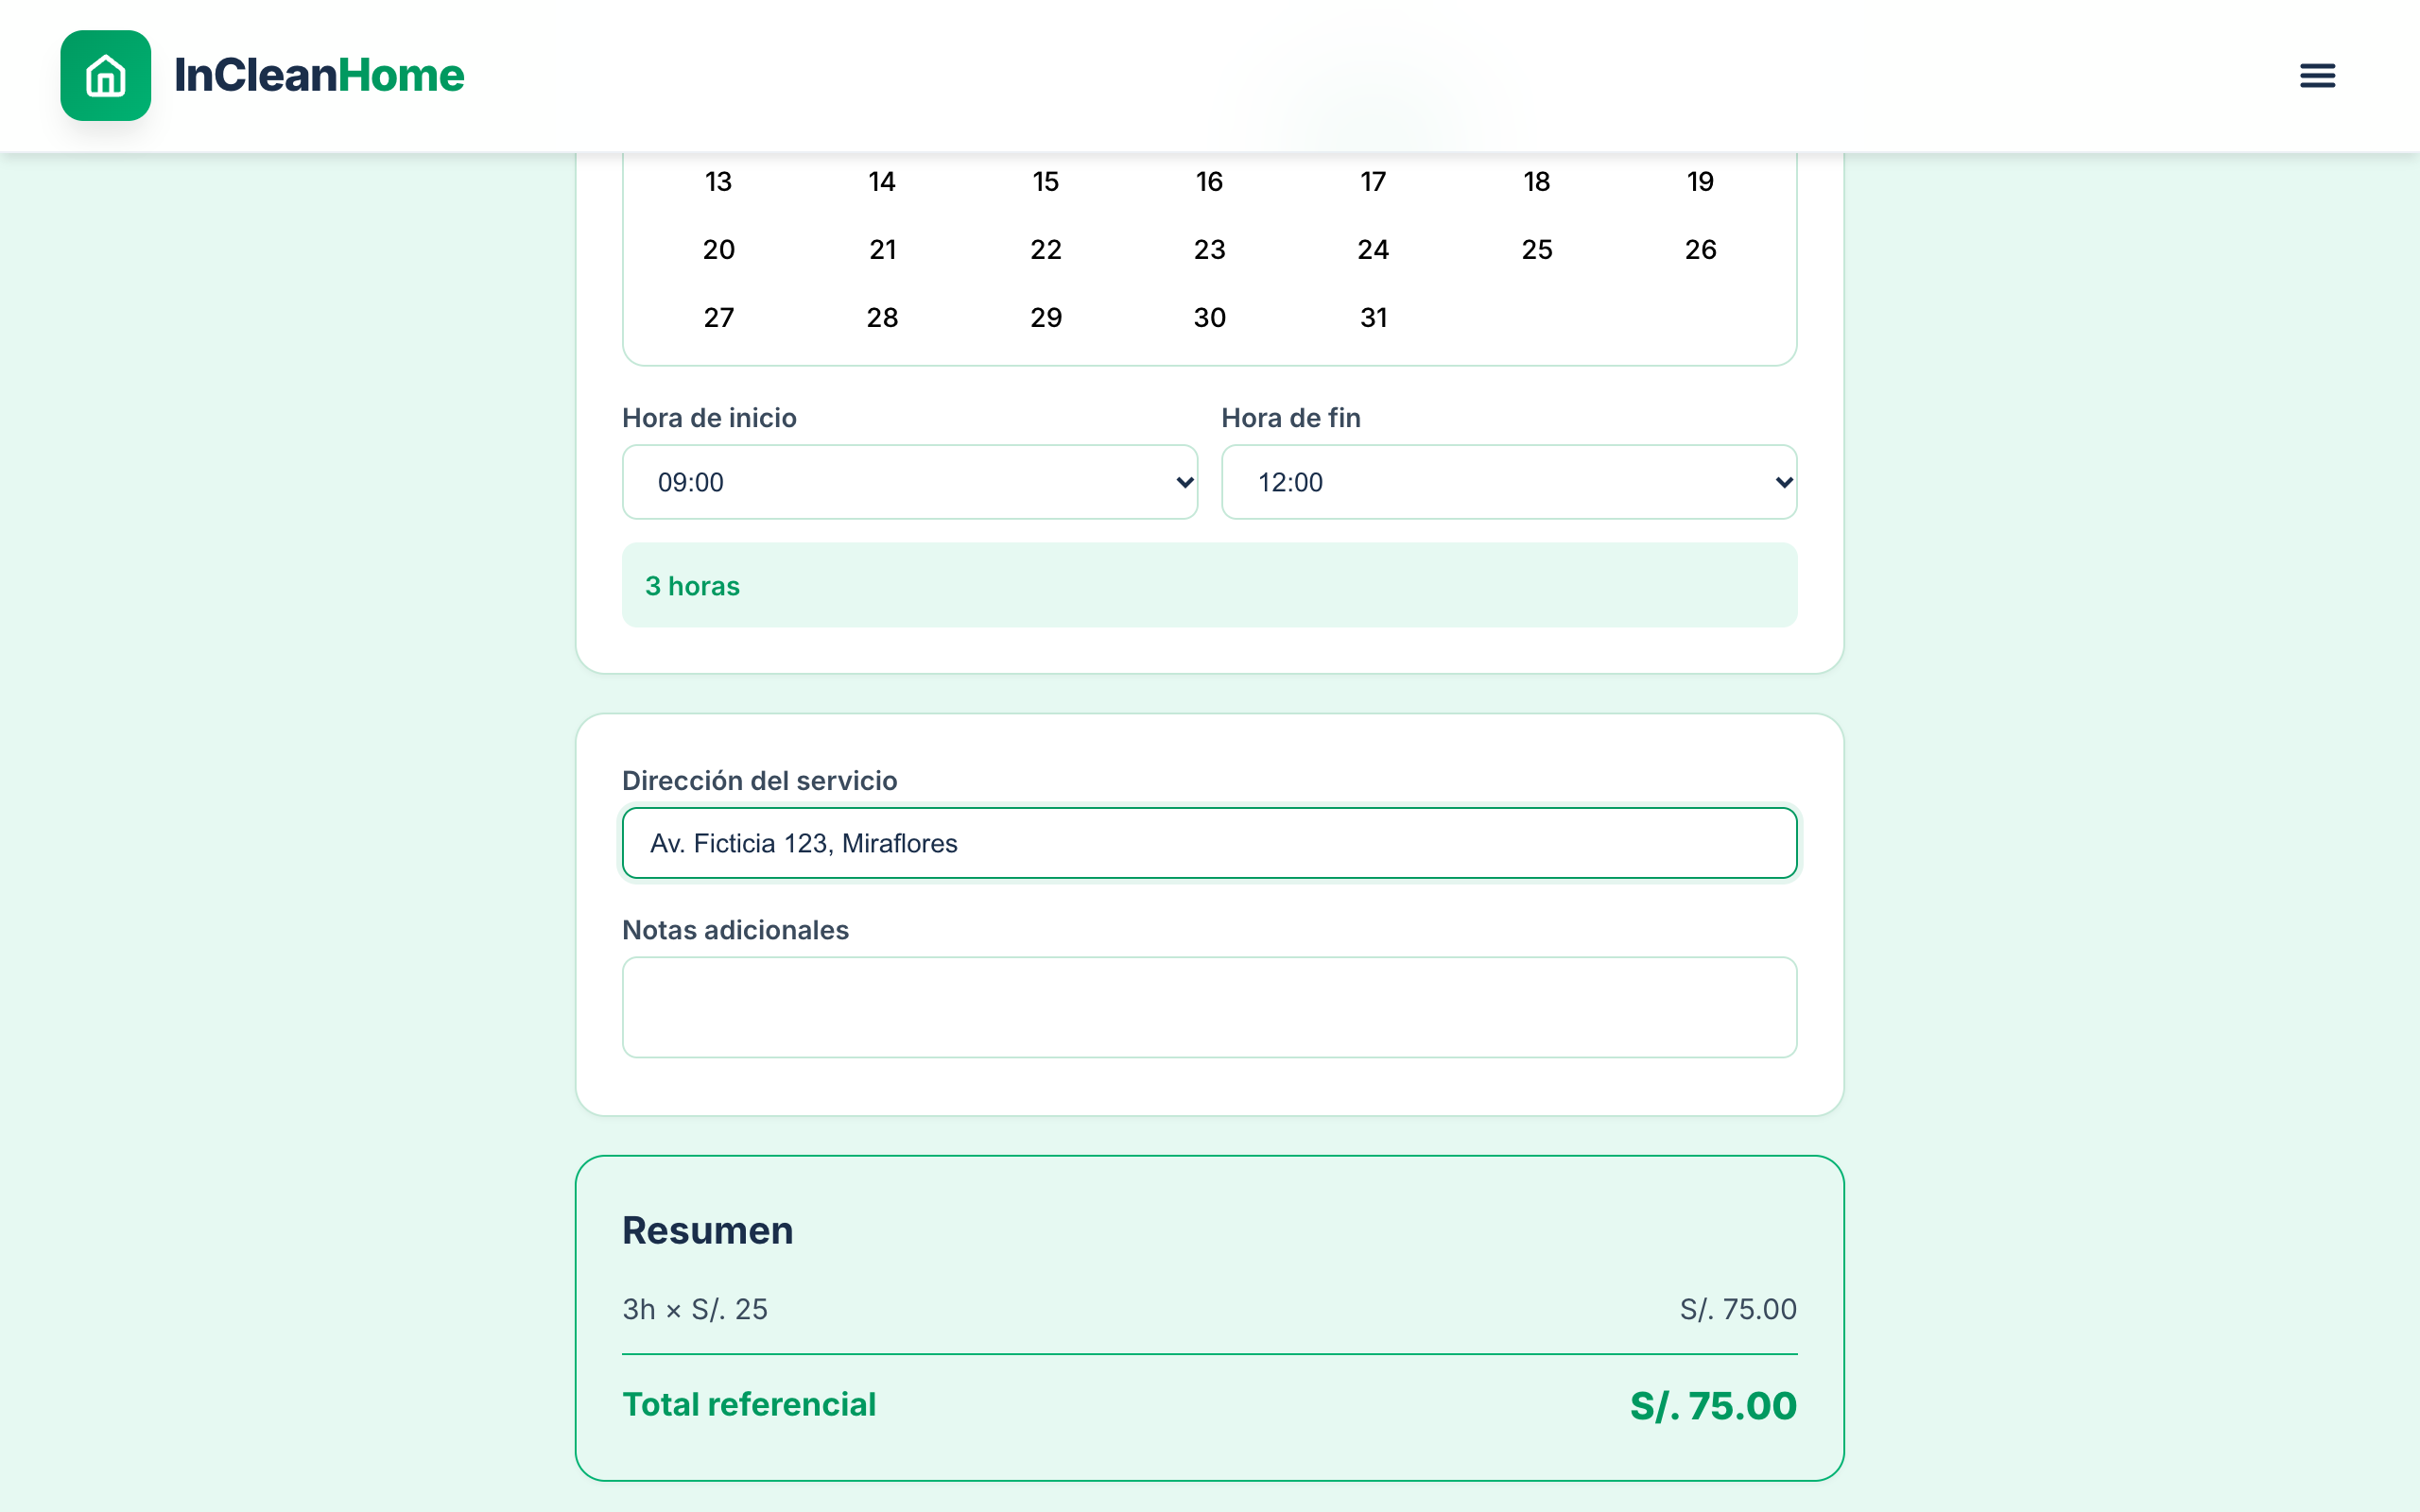 InCleanHome
13 14 15 16 17 18 19
20 21 22 23 24 25 26
27 28 29 30 31
Hora de inicio Hora de fin
09:00 12:00
3 horas
Dirección del servicio
Av. Ficticia 123, Miraflores
Notas adicionales
Resumen
3h × S/. 25 S/. 75.00
Total referencial S/. 75.00